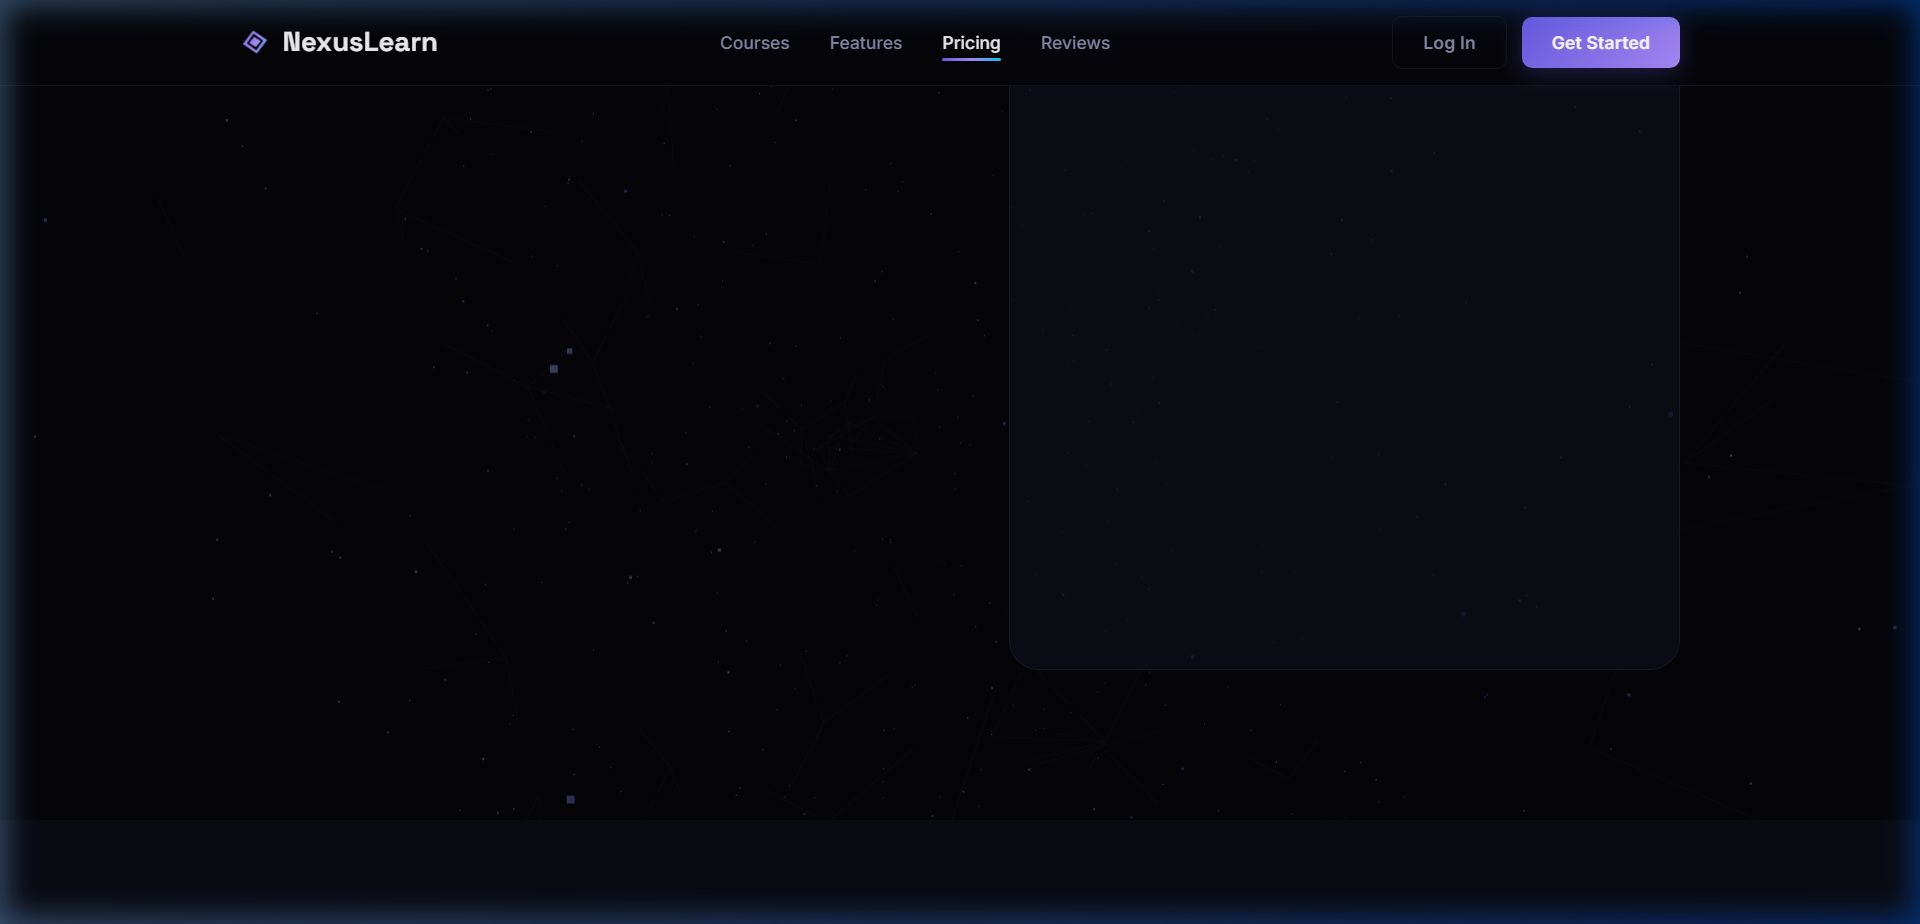 NexusLearn
Courses
Features
Pricing
Reviews
Log In
Get Started